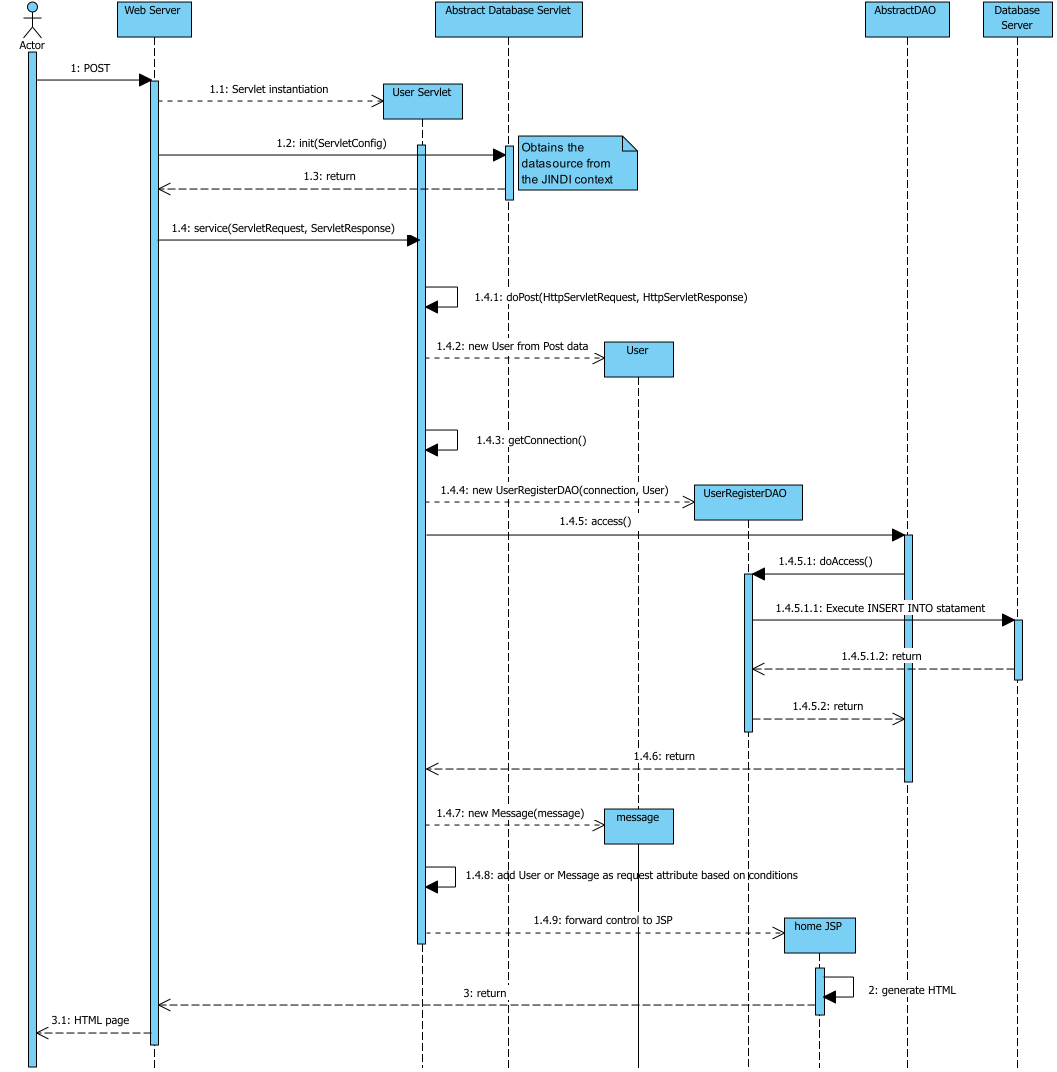 Web Server
Abstract Database Servlet
AbstractDAO
Database
Server
Actor
1: POST
1.1: Servlet instantiation
User Servlet
1.2: init(ServletConfig)
Obtains the
datasource from
the JINDI context
1.3: return
1.4: service(ServletRequest, ServletResponse)
1.4.1: doPost(HttpServletRequest, HttpServletResponse)
1.4.2: new User from Post data
User
1.4.3: getConnection()
1.4.4: new UserRegisterDAO(connection, User)
UserRegisterDAO
1.4.5: access()
1.4.5.1: doAccess()
1.4.5.1.1: Execute INSERT INTO statament
1.4.5.1.2: return
1.4.5.2: return
1.4.6: return
1.4.7: new Message(message)
message
1.4.8: add User or Message as request attribute based on conditions
1.4.9: forward control to JSP
home JSP
2: generate HTML
3: return
3.1: HTML page